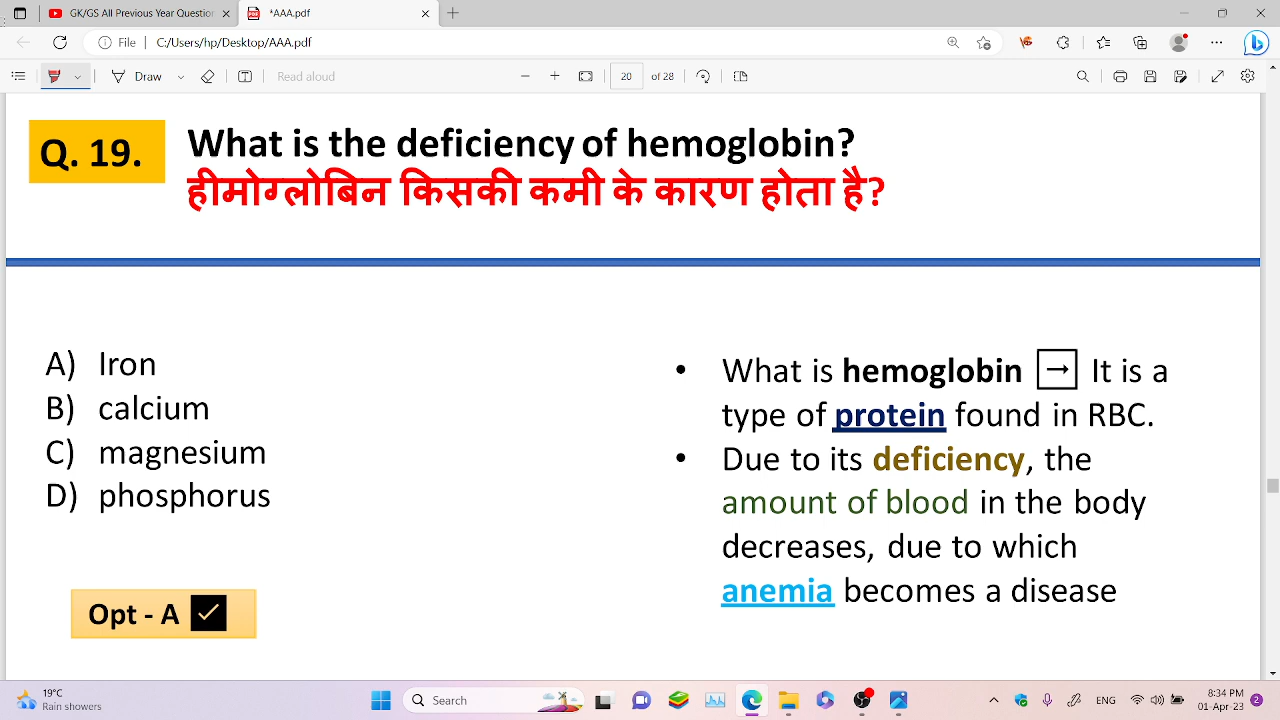 GK/GS All Previous Year Question
*AAA.pdf
File C:/Users/hp/Desktop/AAA.pdf
Draw Read aloud 20 of 28
Q. 19. What is the deficiency of hemoglobin?
हीमोग्लोबिन किसकी कमी के कारण होता है?
A) Iron
B) calcium
C) magnesium
D) phosphorus
Opt - A
• What is hemoglobin → It is a
type of protein found in RBC.
• Due to its deficiency, the
amount of blood in the body
decreases, due to which
anemia becomes a disease
19°C
Rain showers
Search
ENG
8:34 PM
01-Apr-23
2